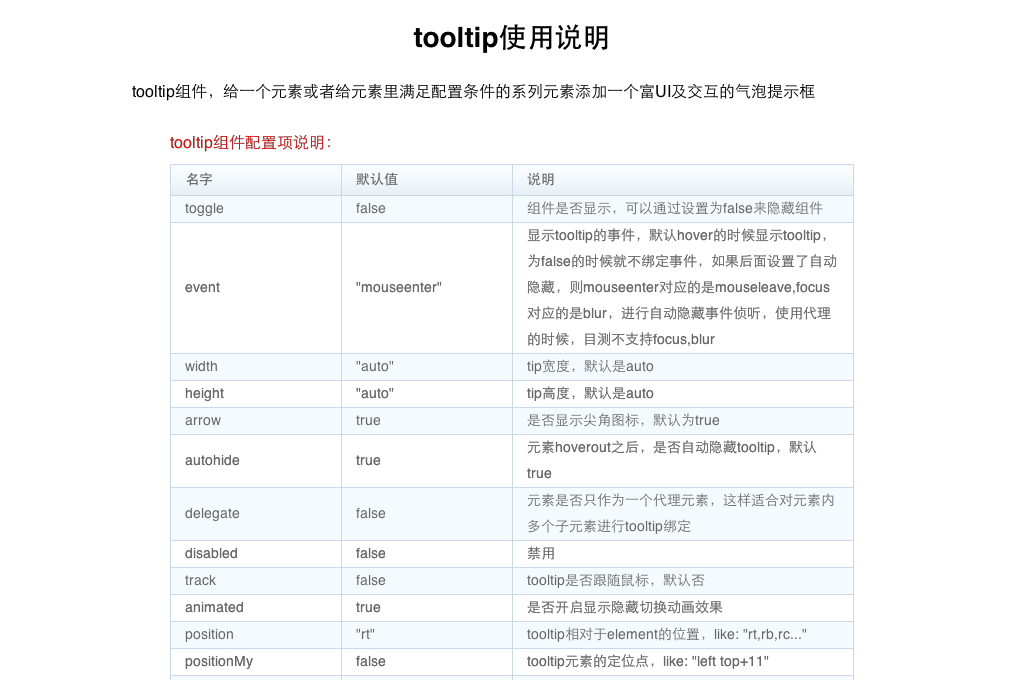 tooltip使用说明
tooltip组件，给一个元素或者给元素里满足配置条件的系列元素添加一个富UI及交互的气泡提示框
tooltip组件配置项说明：
名字 默认值 说明
toggle false 组件是否显示，可以通过设置为false来隐藏组件
显示tooltip的事件，默认hover的时候显示tooltip，
为false的时候就不绑定事件，如果后面设置了自动
event "mouseenter" 隐藏，则mouseenter对应的是mouseleave,focus
对应的是blur，进行自动隐藏事件侦听，使用代理
的时候，目测不支持focus,blur
width "auto" tip宽度，默认是auto
height "auto" tip高度，默认是auto
arrow true 是否显示尖角图标，默认为true
autohide true 元素hoverout之后，是否自动隐藏tooltip，默认
true
delegate false 元素是否只作为一个代理元素，这样适合对元素内
多个子元素进行tooltip绑定
disabled false 禁用
track false tooltip是否跟随鼠标，默认否
animated true 是否开启显示隐藏切换动画效果
position "rt" tooltip相对于element的位置，like: "rt,rb,rc..."
positionMy false tooltip元素的定位点，like: "left top+11"